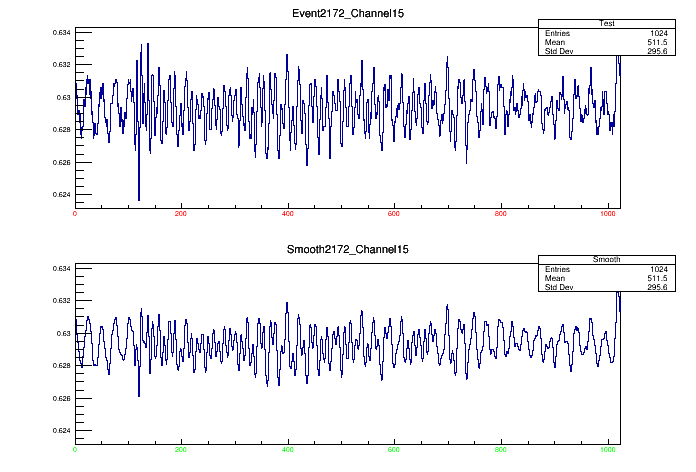 Event2172_Channel15
Test
Entries 1024
Mean 511.5
Std Dev 295.6
0.634
0.632
0.63
0.628
0.626
0.624
0 200 400 600 800 1000
Smooth2172_Channel15
Smooth
Entries 1024
Mean 511.5
Std Dev 295.6
0.634
0.632
0.63
0.628
0.626
0.624
0 200 400 600 800 1000